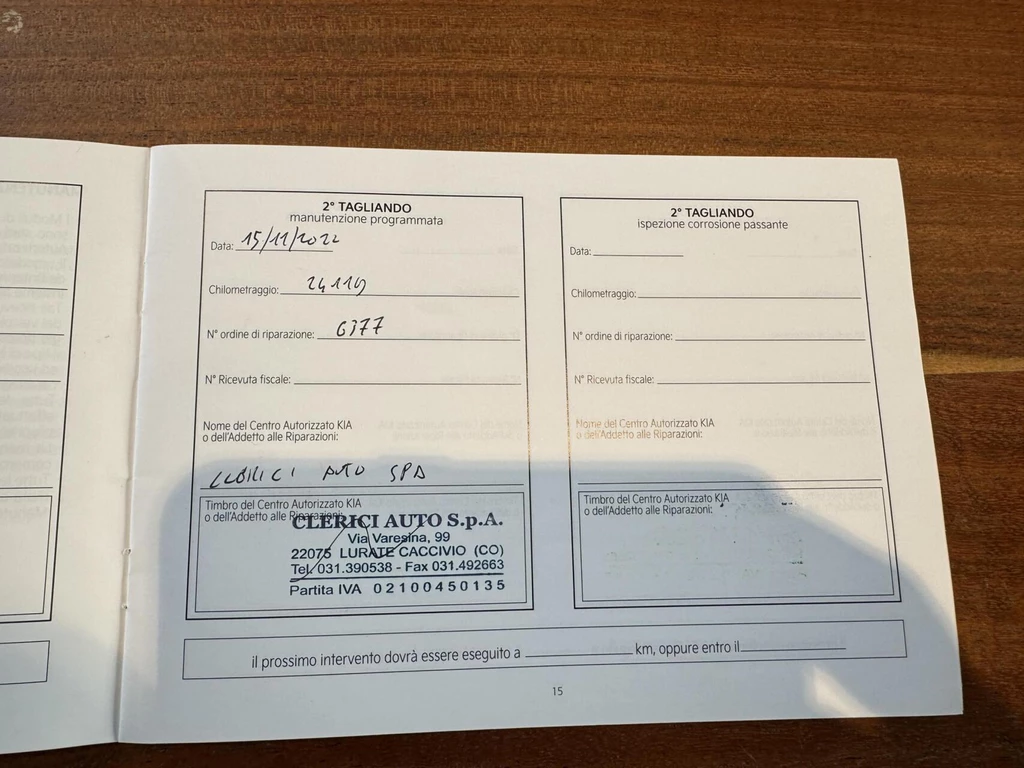 2° TAGLIANDO
manutenzione programmata
Data: 15/11/2022
Chilometraggio: 24119
N° ordine di riparazione: 6377
N° Ricevuta fiscale:
Nome del Centro Autorizzato KIA
o dell'Addetto alle Riparazioni:
CLERICI AUTO SPA
Timbro del Centro Autorizzato KIA
o dell'Addetto alle Riparazioni:
CLERICI AUTO S.p.A.
Via Varesina, 99
22075 LURATE CACCIVIO (CO)
Tel. 031.390538 - Fax 031.492663
Partita IVA 02100450135
2° TAGLIANDO
ispezione corrosione passante
Data:
Chilometraggio:
N° ordine di riparazione:
N° Ricevuta fiscale:
Nome del Centro Autorizzato KIA
o dell'Addetto alle Riparazioni:
Timbro del Centro Autorizzato KIA
o dell'Addetto alle Riparazioni:
il prossimo intervento dovrà essere eseguito a km, oppure entro il
15